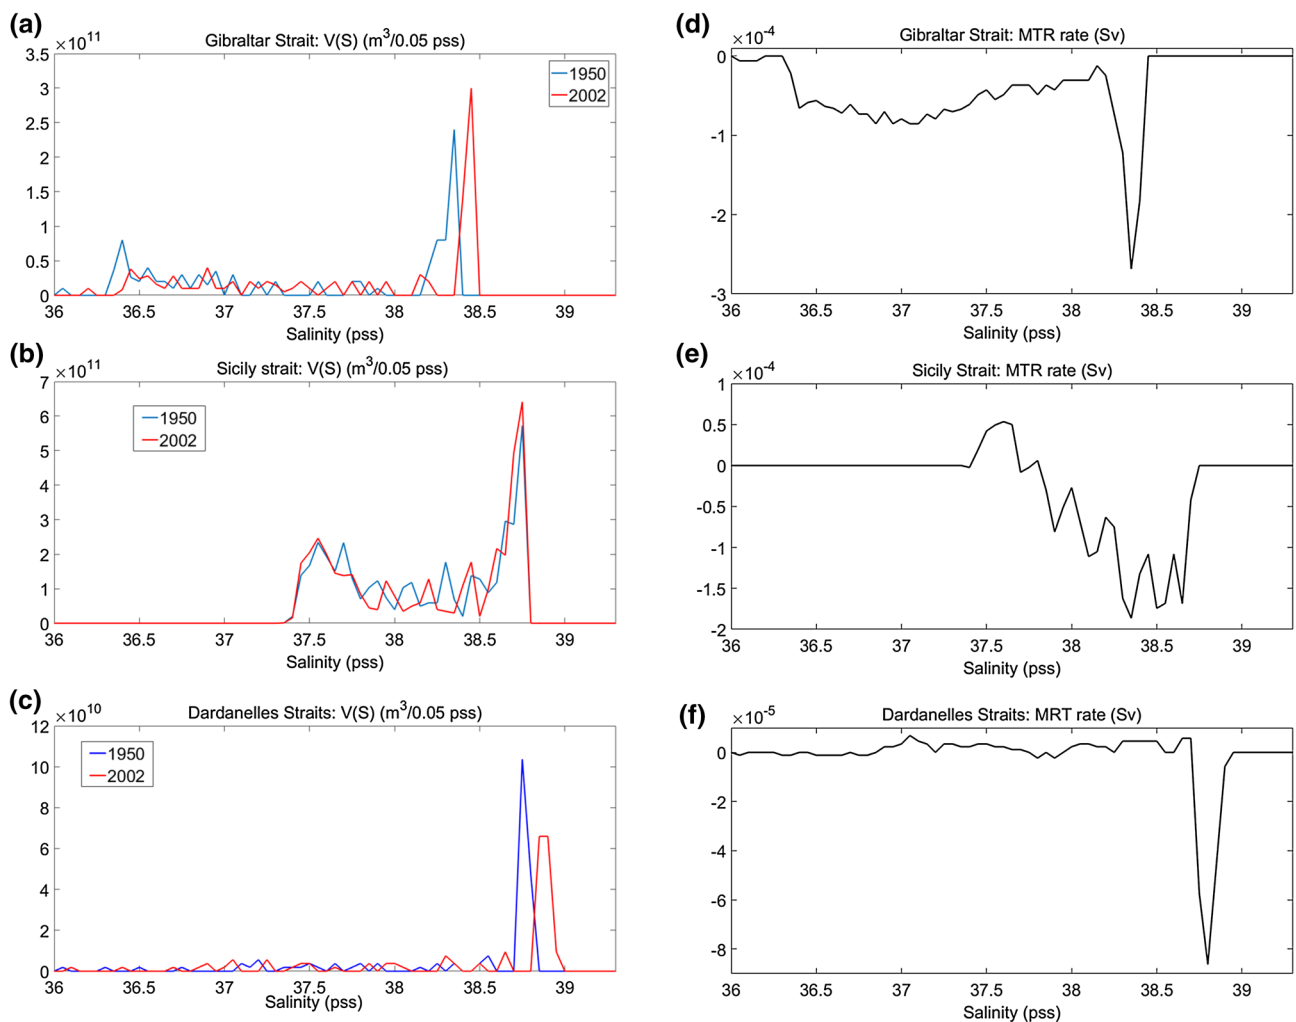 (a)
Gibraltar Strait: V(S) (m3/0.05 pss)
×10 11
3.5
3
2.5
2
1.5
1
0.5
0
1950
2002
36 36.5 37 37.5 38 38.5 39
Salinity (pss)
(d)
Gibraltar Strait: MTR rate (Sv)
×10 -4
0
-1
-2
-3
36 36.5 37 37.5 38 38.5 39
Salinity (pss)
(b)
Sicily strait: V(S) (m3/0.05 pss)
×10 11
7
6
5
4
3
2
1
0
1950
2002
36 36.5 37 37.5 38 38.5 39
Salinity (pss)
(e)
Sicily Strait: MTR rate (Sv)
×10 -4
1
0.5
0
-0.5
-1
-1.5
-2
36 36.5 37 37.5 38 38.5 39
Salinity (pss)
(c)
Dardanelles Straits: V(S) (m3/0.05 pss)
×10 10
12
10
8
6
4
2
0
1950
2002
36 36.5 37 37.5 38 38.5 39
Salinity (pss)
(f)
Dardanelles Straits: MRT rate (Sv)
×10 -5
0
-2
-4
-6
-8
36 36.5 37 37.5 38 38.5 39
Salinity (pss)